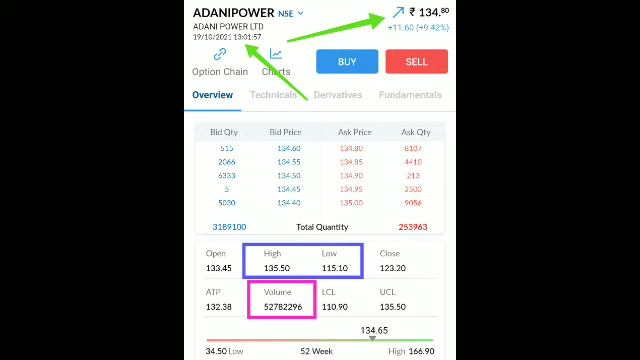 ADANIPOWER NSE ₹ 134.80
ADANI POWER LTD +11.60 (+9.42%)
19/10/2021 13:01:57
Option Chain Charts BUY SELL
Overview Technicals Derivatives Fundamentals
Bid Qty Bid Price Ask Price Ask Qty
515 134.60 134.80 8107
2066 134.55 134.85 4410
6333 134.50 134.90 213
5 134.45 134.95 2500
5030 134.40 135.00 9056
3189100 Total Quantity 253963
Open High Low Close
133.45 135.50 115.10 123.20
ATP Volume LCL UCL
132.38 52782296 110.90 135.50
134.65
34.50 Low 52 Week High 166.90